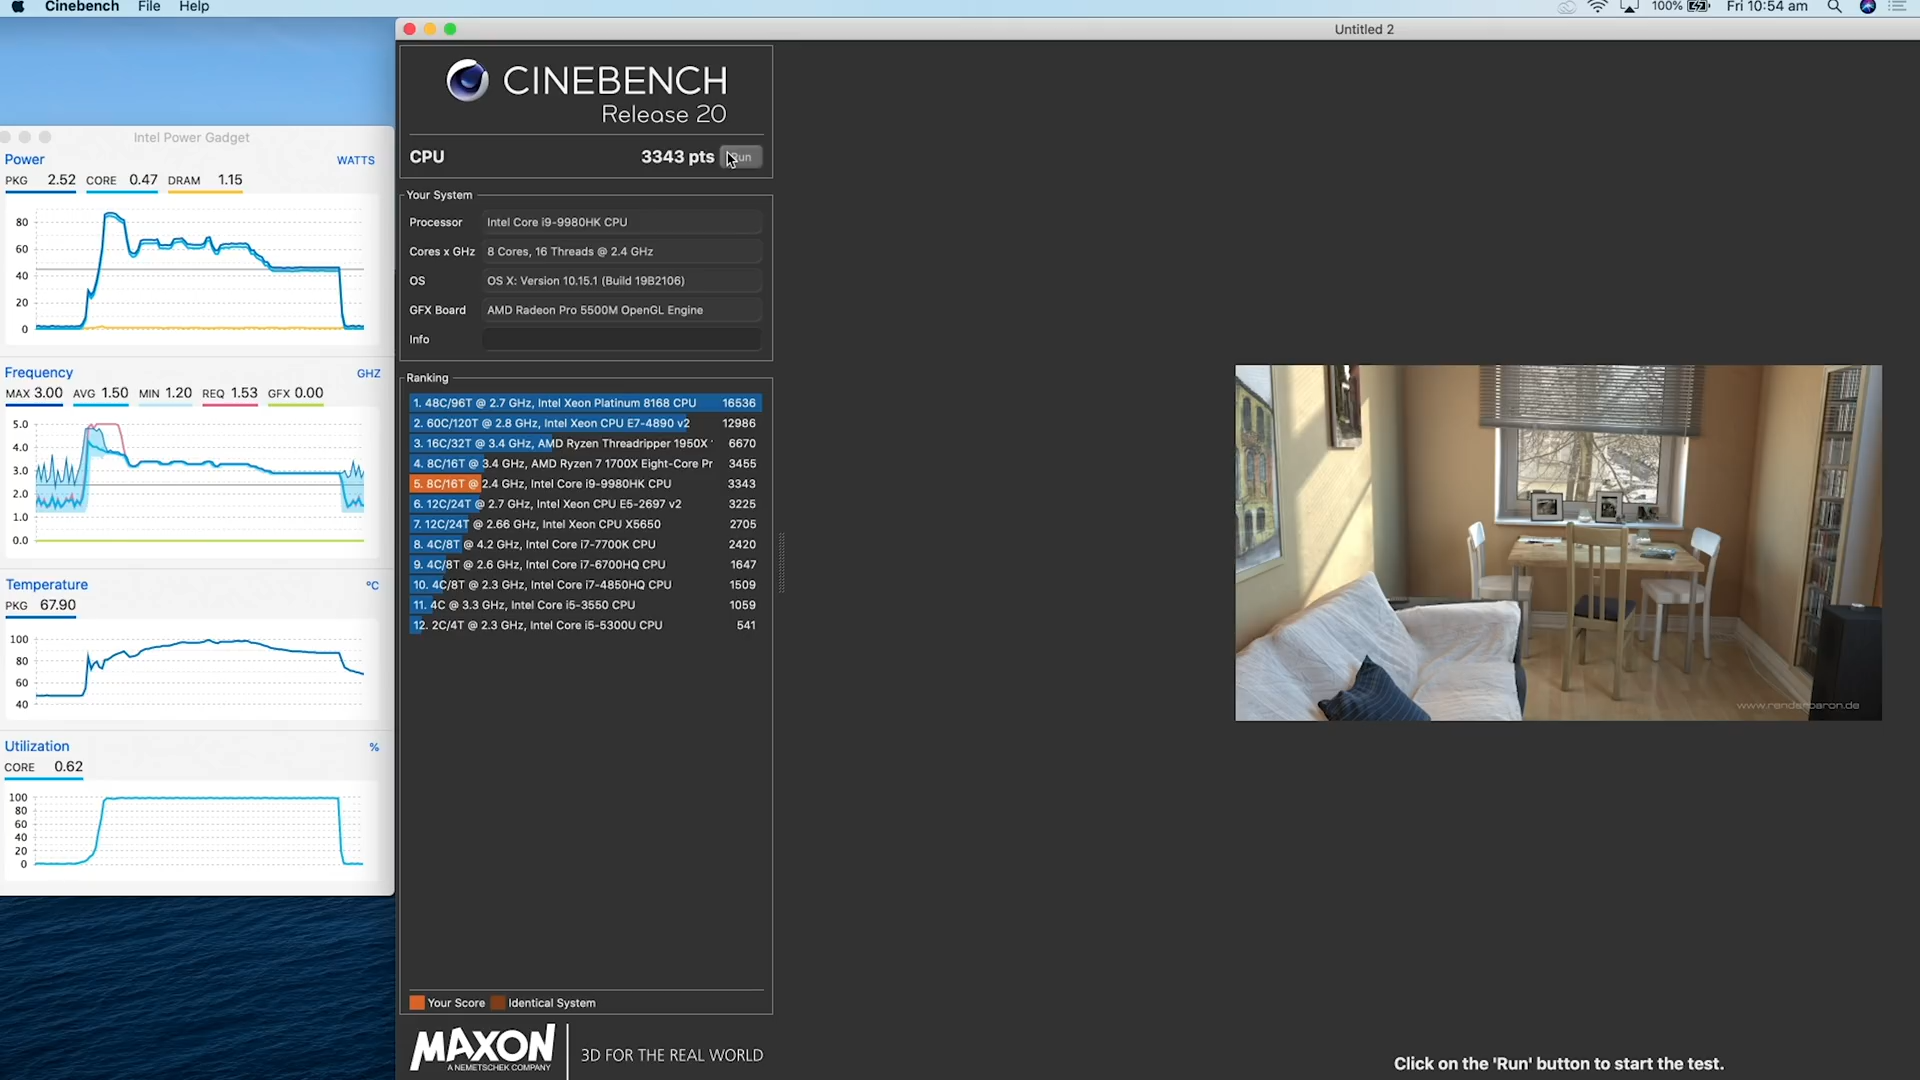 Cinebench File Help
100% Fri 10:54 am
Untitled 2
Intel Power Gadget
Power WATTS
PKG 2.52 CORE 0.47 DRAM 1.15
80
60
40
20
0
Frequency GHZ
MAX 3.00 AVG 1.50 MIN 1.20 REQ 1.53 GFX 0.00
5.0
4.0
3.0
2.0
1.0
0.0
Temperature °C
PKG 67.90
100
80
60
40
Utilization %
CORE 0.62
100
80
60
40
20
0
CINEBENCH
Release 20
CPU 3343 pts Run
Your System
Processor Intel Core i9-9980HK CPU
Cores x GHz 8 Cores, 16 Threads @ 2.4 GHz
OS OS X: Version 10.15.1 (Build 19B2106)
GFX Board AMD Radeon Pro 5500M OpenGL Engine
Info
Ranking
1. 48C/96T @ 2.7 GHz, Intel Xeon Platinum 8168 CPU 16536
2. 60C/120T @ 2.8 GHz, Intel Xeon CPU E7-4890 v2 12986
3. 16C/32T @ 3.4 GHz, AMD Ryzen Threadripper 1950X 6670
4. 8C/16T @ 3.4 GHz, AMD Ryzen 7 1700X Eight-Core Pr 3455
5. 8C/16T @ 2.4 GHz, Intel Core i9-9980HK CPU 3343
6. 12C/24T @ 2.7 GHz, Intel Xeon CPU E5-2697 v2 3225
7. 12C/24T @ 2.66 GHz, Intel Xeon CPU X5650 2705
8. 4C/8T @ 4.2 GHz, Intel Core i7-7700K CPU 2420
9. 4C/8T @ 2.6 GHz, Intel Core i7-6700HQ CPU 1647
10. 4C/8T @ 2.3 GHz, Intel Core i7-4850HQ CPU 1509
11. 4C @ 3.3 GHz, Intel Core i5-3550 CPU 1059
12. 2C/4T @ 2.3 GHz, Intel Core i5-5300U CPU 541
Your Score Identical System
MAXON 3D FOR THE REAL WORLD
A NEMETSCHEK COMPANY
www.renderbaron.de
Click on the 'Run' button to start the test.